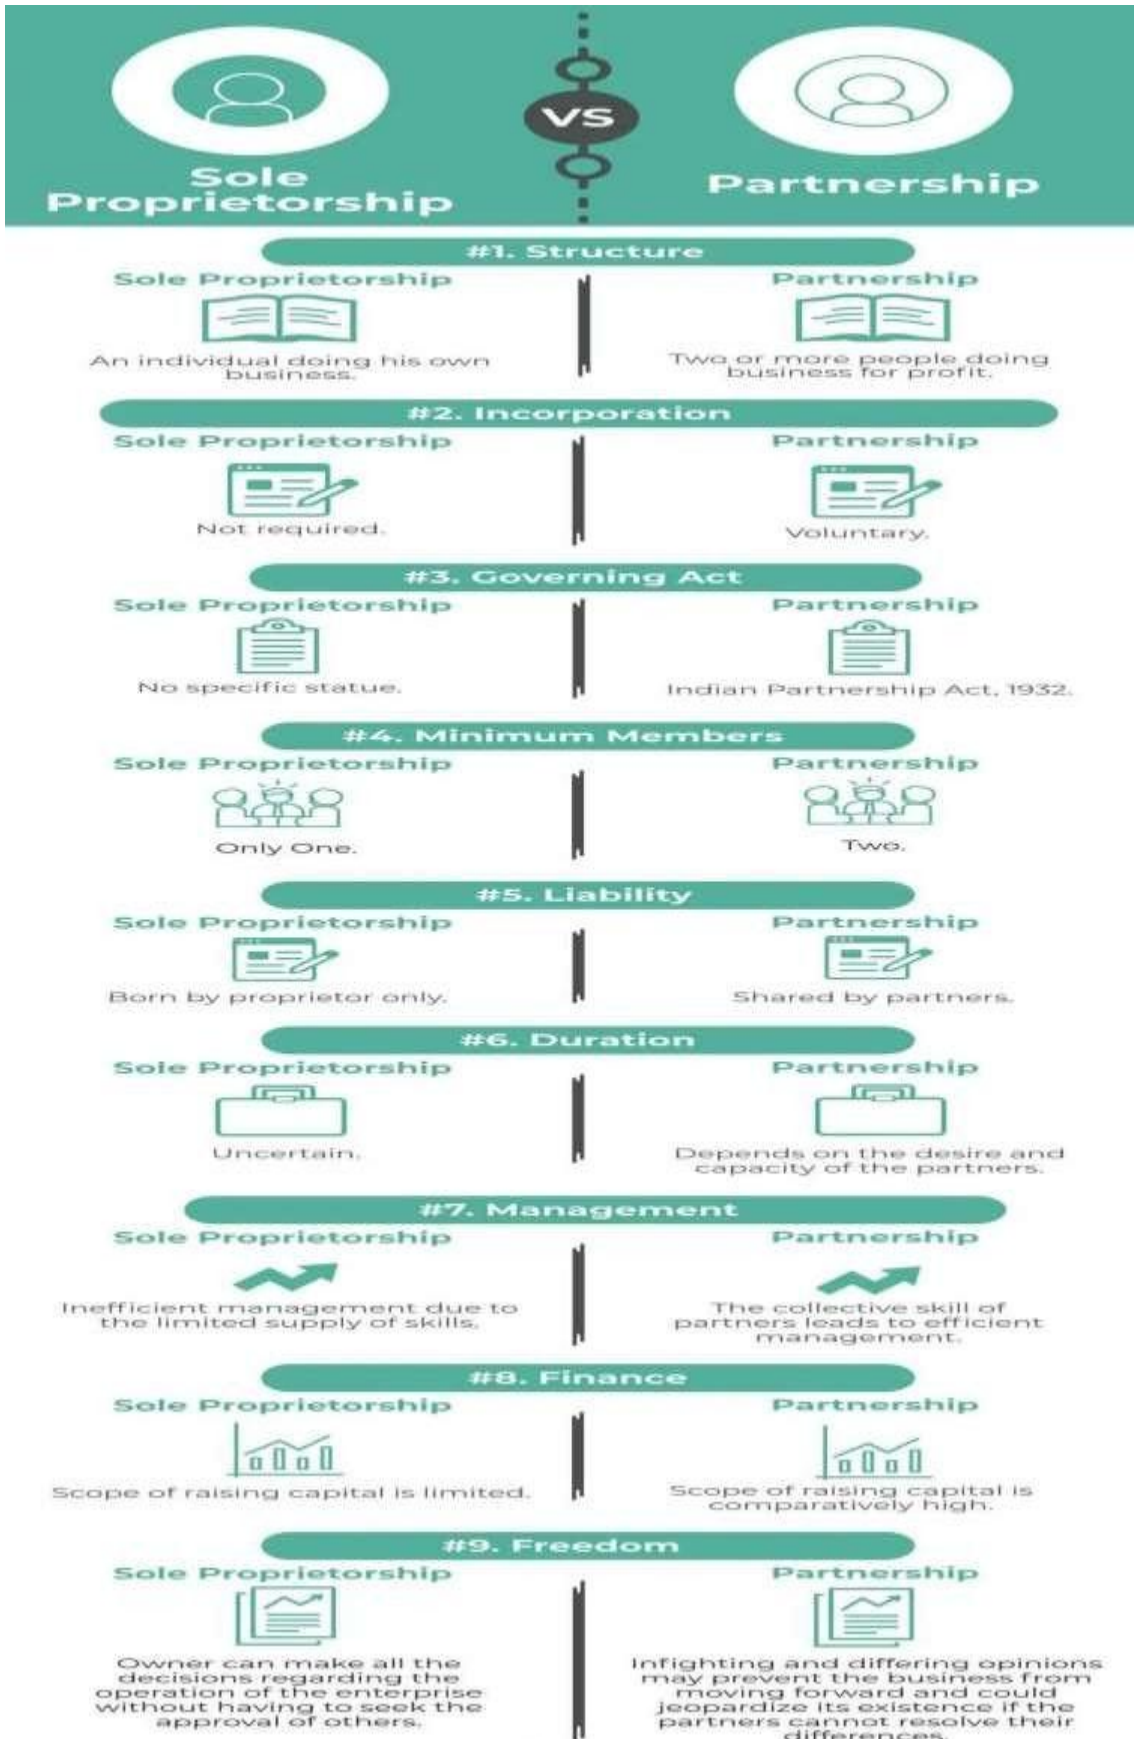 Sole
Proprietorship
VS
Partnership
#1. Structure
Sole Proprietorship
An individual doing his own
business.
Partnership
Two or more people doing
business for profit.
#2. Incorporation
Sole Proprietorship
Not required.
Partnership
Voluntary.
#3. Governing Act
Sole Proprietorship
No specific statue.
Partnership
Indian Partnership Act, 1932.
#4. Minimum Members
Sole Proprietorship
Only One.
Partnership
Two.
#5. Liability
Sole Proprietorship
Born by proprietor only.
Partnership
Shared by partners.
#6. Duration
Sole Proprietorship
Uncertain.
Partnership
Depends on the desire and
capacity of the partners.
#7. Management
Sole Proprietorship
Inefficient management due to
the limited supply of skills.
Partnership
The collective skill of
partners leads to efficient
management.
#8. Finance
Sole Proprietorship
Scope of raising capital is limited.
Partnership
Scope of raising capital is
comparatively high.
#9. Freedom
Sole Proprietorship
Owner can make all the
decisions regarding the
operation of the enterprise
without having to seek the
approval of others.
Partnership
Infighting and differing opinions
may prevent the business from
moving forward and could
jeopardize its existence if the
partners cannot resolve their
differences.